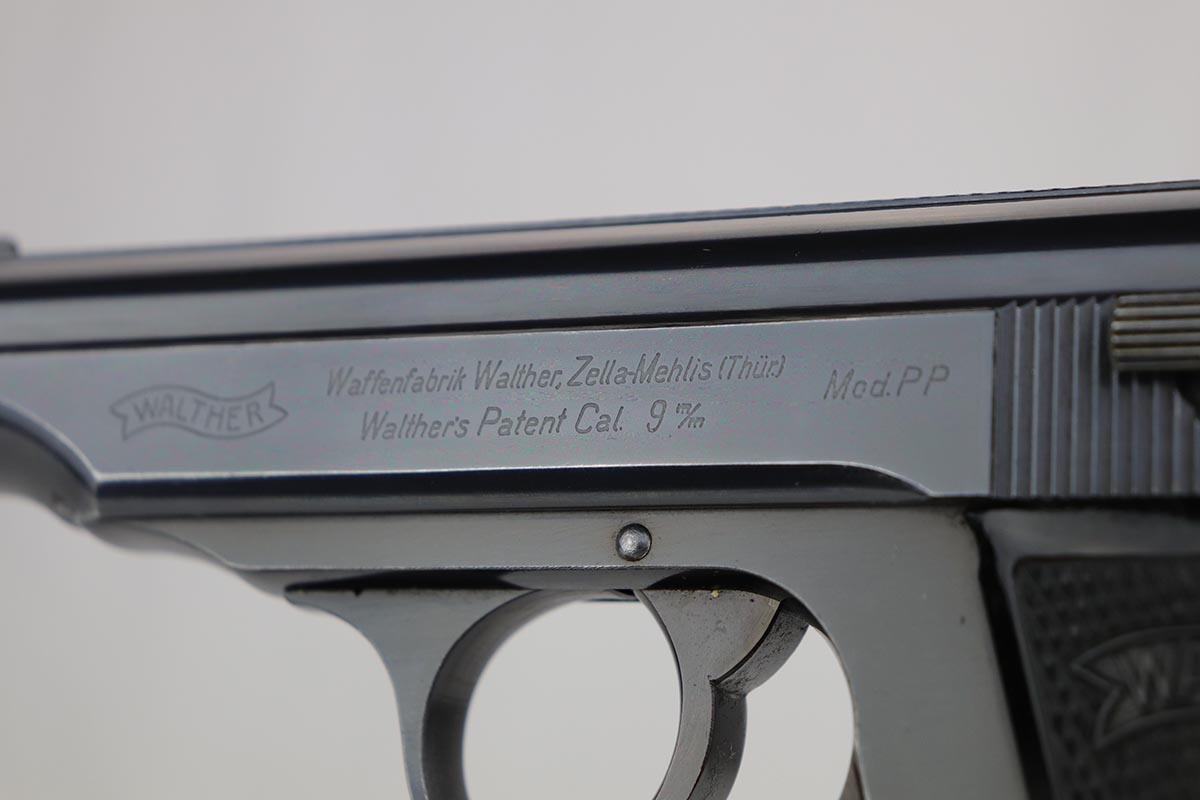 WALTHER
Waffenfabrik Walther, Zella-Mehlis (Thür.)
Walther's Patent Cal. 9 m/m
Mod. PP